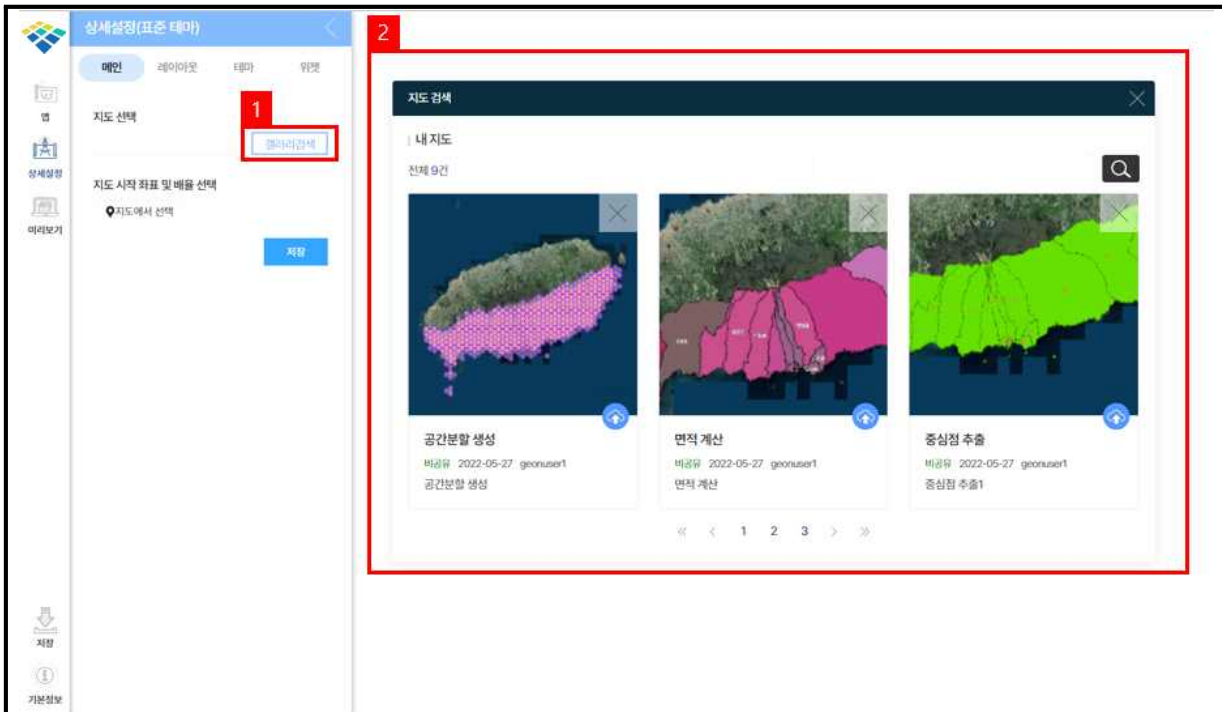 상세설정(표준 테마)
메인 레이아웃 테마 위젯
지도 선택
1
갤러리검색
지도 시작 좌표 및 배율 선택
지도에서 선택
저장
앱
상세설정
미리보기
저장
기본정보
2
지도 검색
내 지도
전체 9건
공간분할 생성
비공유 2022-05-27 geonuser1
공간분할 생성
면적 계산
비공유 2022-05-27 geonuser1
면적 계산
중심점 추출
비공유 2022-05-27 geonuser1
중심점 추출1
« < 1 2 3 > »